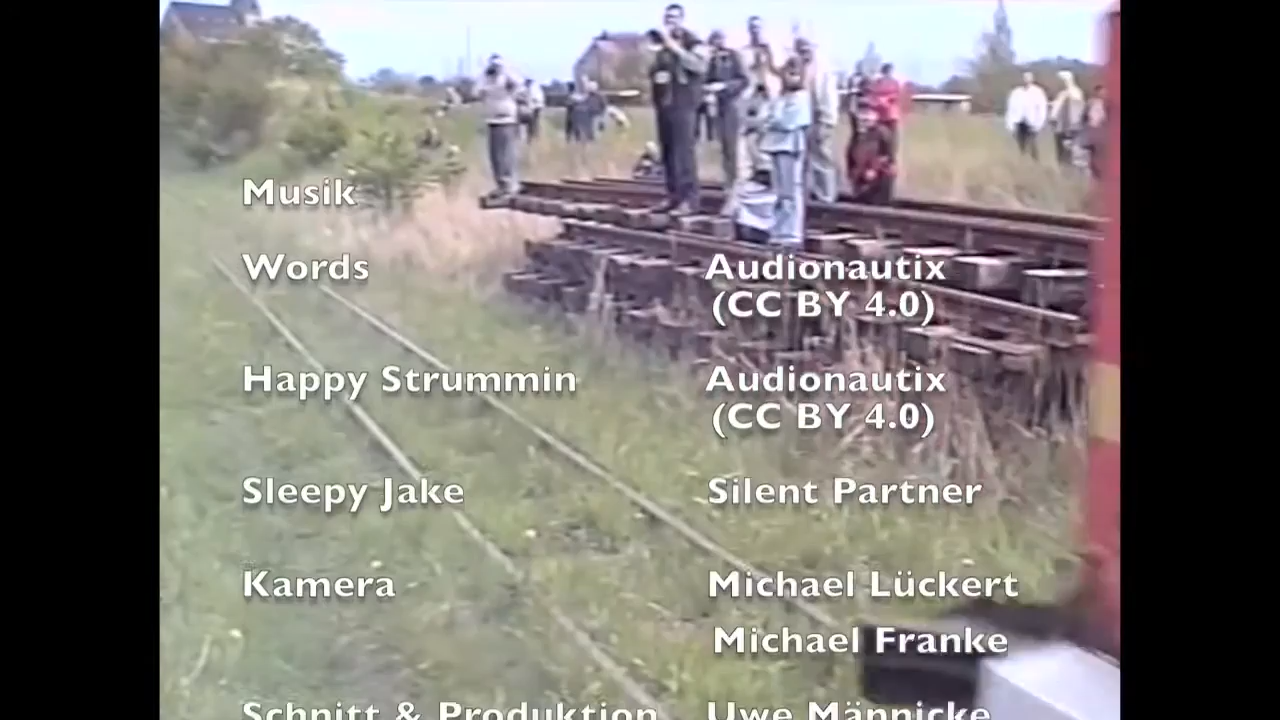 Musik
Words Audionautix
(CC BY 4.0)
Happy Strummin Audionautix
(CC BY 4.0)
Sleepy Jake Silent Partner
Kamera Michael Lückert
Michael Franke
Schnitt & Produktion Uwe Männicke